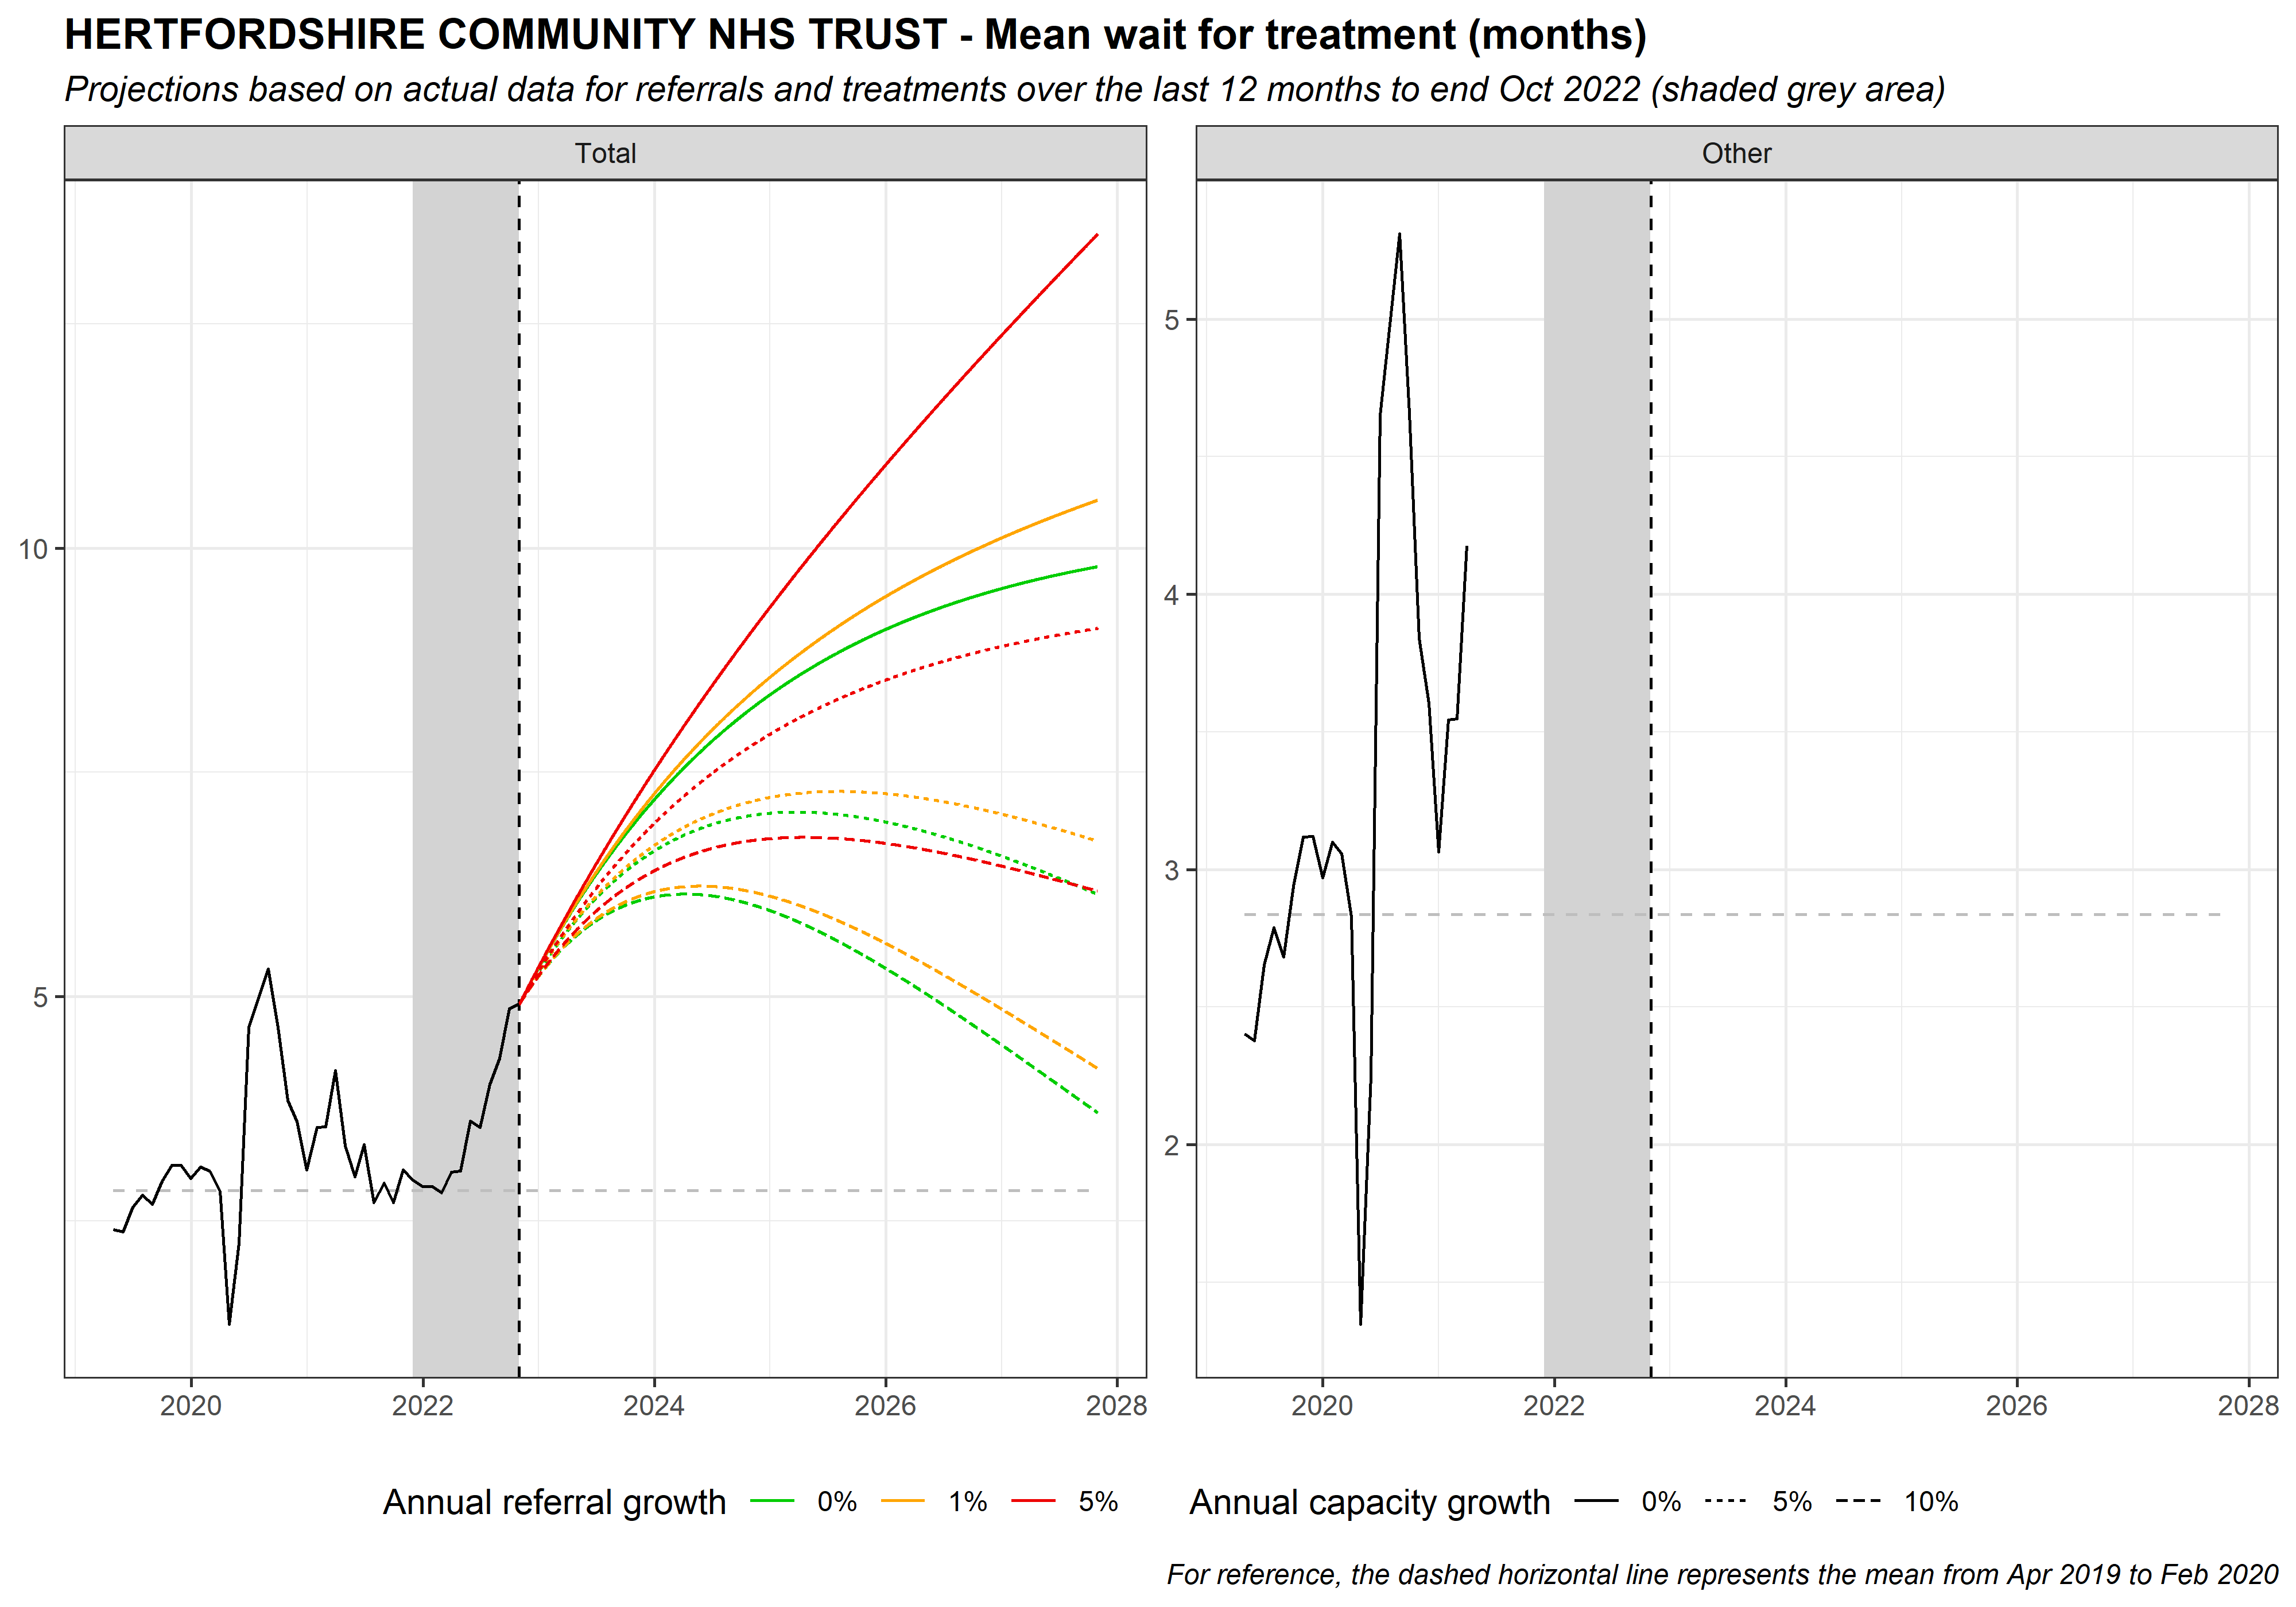 HERTFORDSHIRE COMMUNITY NHS TRUST - Mean wait for treatment (months)
Projections based on actual data for referrals and treatments over the last 12 months to end Oct 2022 (shaded grey area)
Total
Other
10
5
5
4
3
2
2020 2022 2024 2026 2028
2020 2022 2024 2026 2028
Annual referral growth 0% 1% 5%
Annual capacity growth 0% 5% 10%
For reference, the dashed horizontal line represents the mean from Apr 2019 to Feb 2020